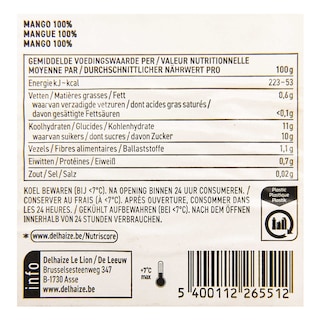 MANGO 100%
MANGUE 100%
MANGO 100%
GEMIDDELDE VOEDINGSWAARDE PER / VALEUR NUTRITIONNELLE
MOYENNE PAR / DURCHSCHNITTLICHER NÄHRWERT PRO 100g
Energie kJ-kcal 223-53
Vetten / Matières grasses / Fett 0,6g
waarvan verzadigde vetzuren / dont acides gras saturés /
davon gesättigte Fettsäuren <0,1g
Koolhydraten / Glucides / Kohlenhydrate 11g
waarvan suikers / dont sucres / davon Zucker 10g
Vezels / Fibres alimentaires / Ballaststoffe 1,1g
Eiwitten / Protéines / Eiweiß 0,7g
Zout / Sel / Salz 0,02g
KOEL BEWAREN (BIJ <7°C). NA OPENING BINNEN 24 UUR CONSUMEREN. /
CONSERVER AU FRAIS (À <7°C). APRÈS OUVERTURE, CONSOMMER DANS
LES 24 HEURES. / GEKÜHLT AUFBEWAHREN (BEI <7°C). NACH DEM ÖFFNEN
INNERHALB VON 24 STUNDEN VERBRAUCHEN.
Plastic
Plastique
Plastik
www.delhaize.be/Nutriscore
info
Delhaize Le Lion / De Leeuw
Brusselsesteenweg 347
B-1730 Asse
www.delhaize.be
+7°C
max
5 400112 265512